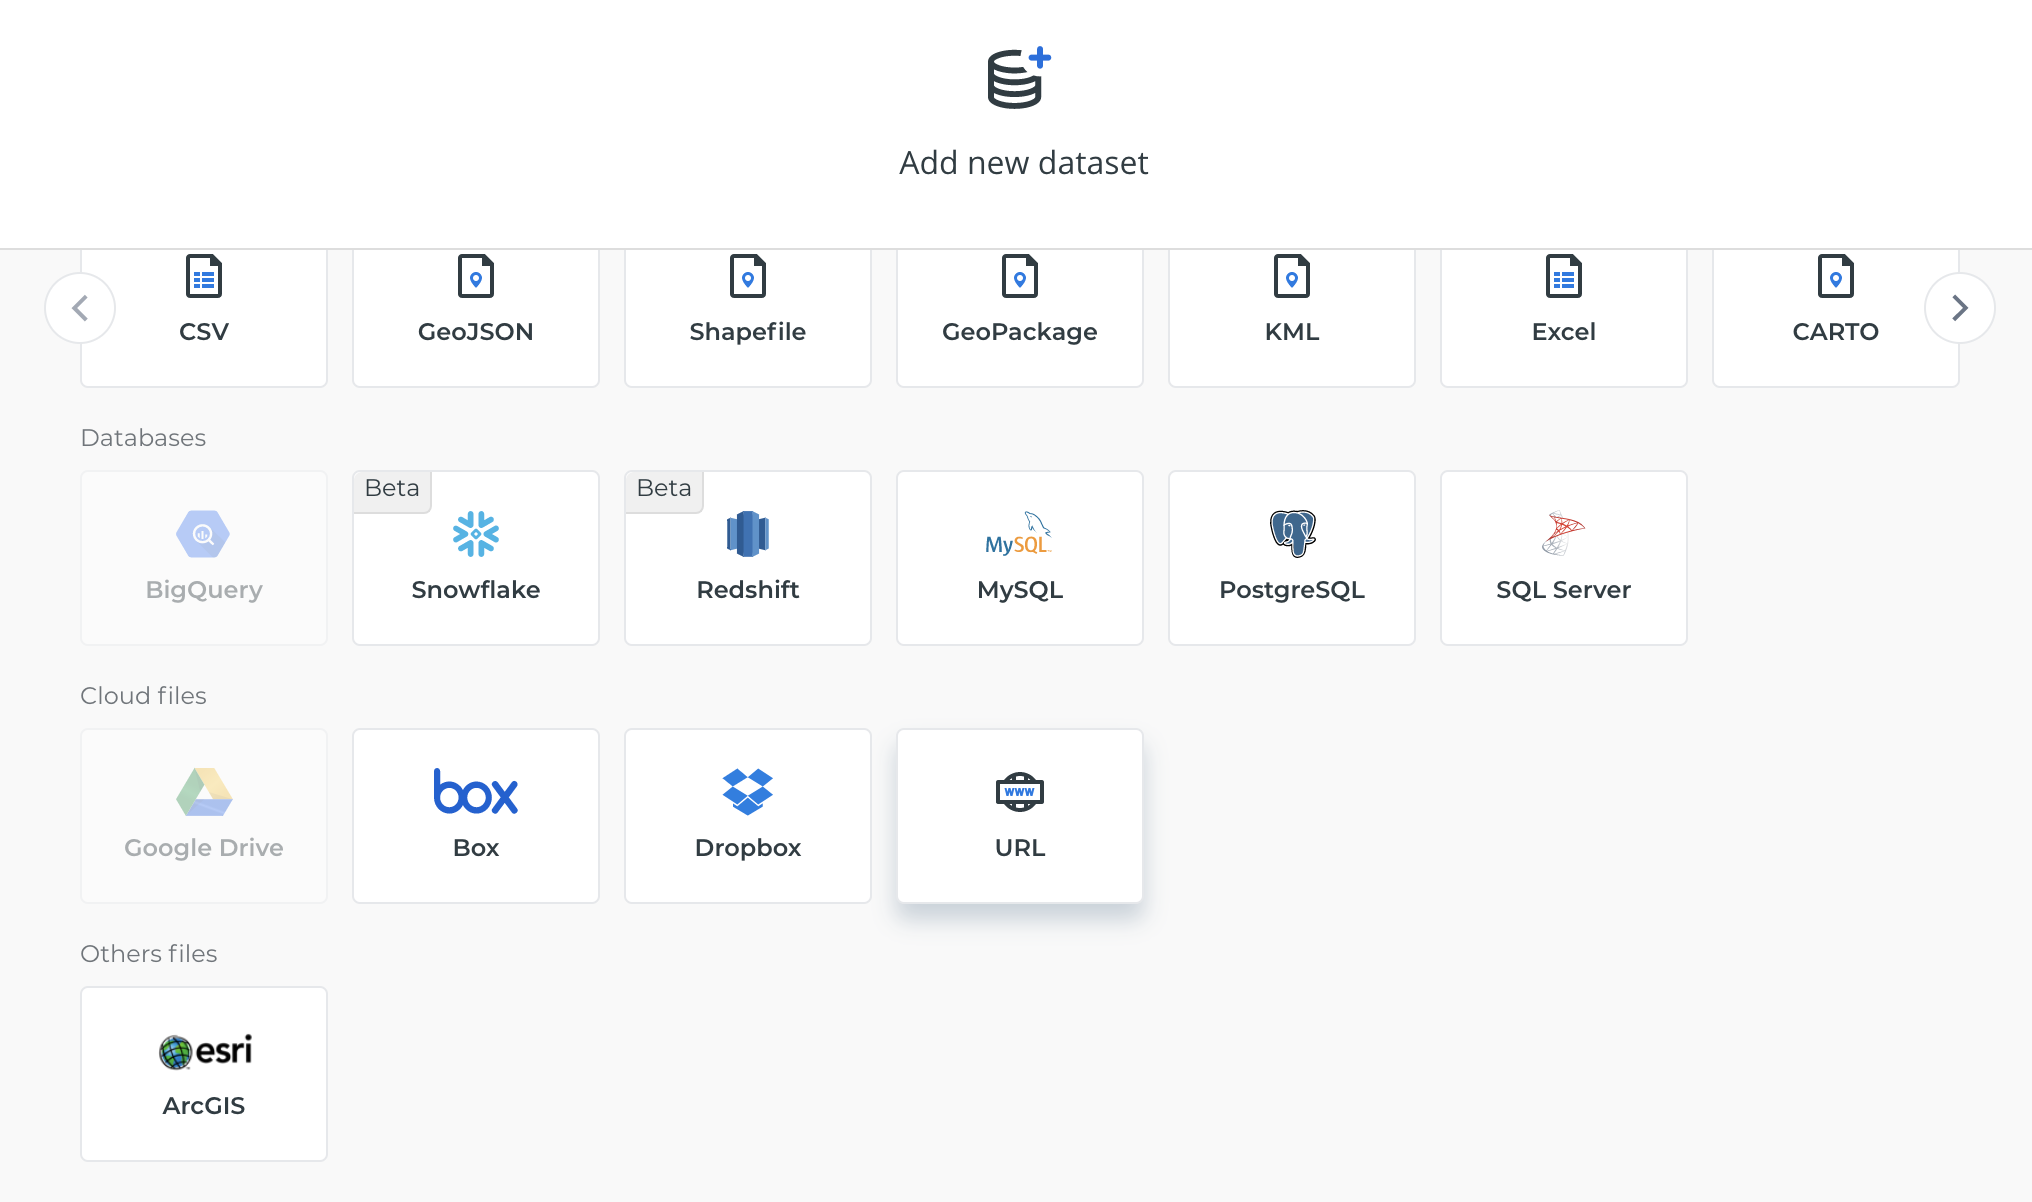 Add new dataset
CSV
GeoJSON
Shapefile
GeoPackage
KML
Excel
CARTO
Databases
BigQuery
Beta
Snowflake
Beta
Redshift
MySQL
MySQL
PostgreSQL
SQL Server
Cloud files
Google Drive
box
Box
Dropbox
www
URL
Others files
esri
ArcGIS